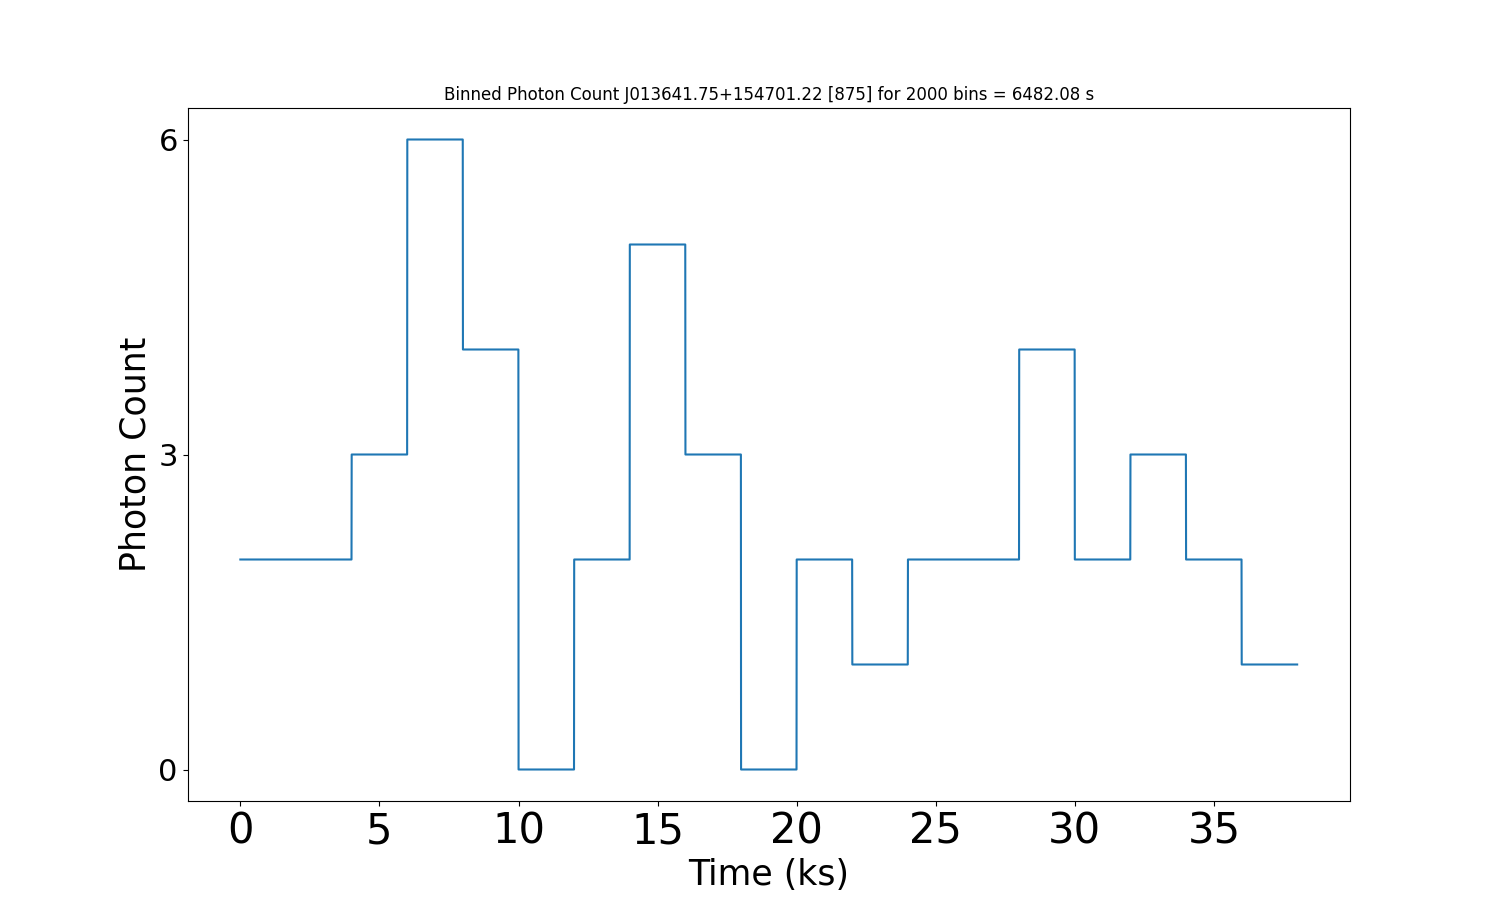 Binned Photon Count J013641.75+154701.22 [875] for 2000 bins = 6482.08 s
6
3
0
Photon Count
0 5 10 15 20 25 30 35
Time (ks)